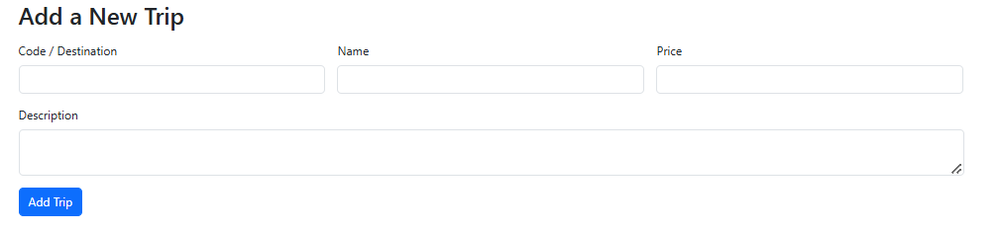 Add a New Trip
Code / Destination Name Price
Description
Add Trip